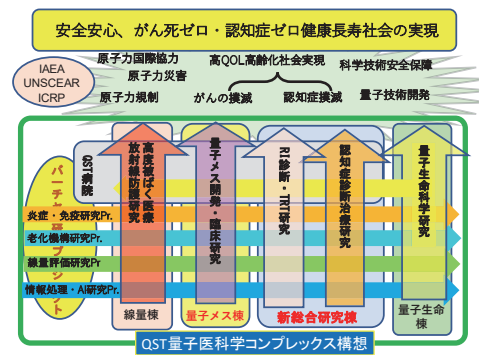 安全安心、がん死ゼロ・認知症ゼロ健康長寿社会の実現
IAEA
UNSCEAR
ICRP
原子力国際協力
原子力災害
原子力規制
高QOL高齢化社会実現
がんの撲滅
認知症撲滅
科学技術安全保障
量子技術開発
QST病院
高度被ばく医療
放射線防護研究
量子メス開発・臨床研究
RI診断・TRT研究
認知症診断治療研究
量子生命科学研究
炎症・免疫研究Pr.
老化機構研究Pr.
線量評価研究Pr
情報処理・AI研究Pr.
線量棟
量子メス棟
新総合研究棟
量子生命
棟
QST量子医科学コンプレックス構想